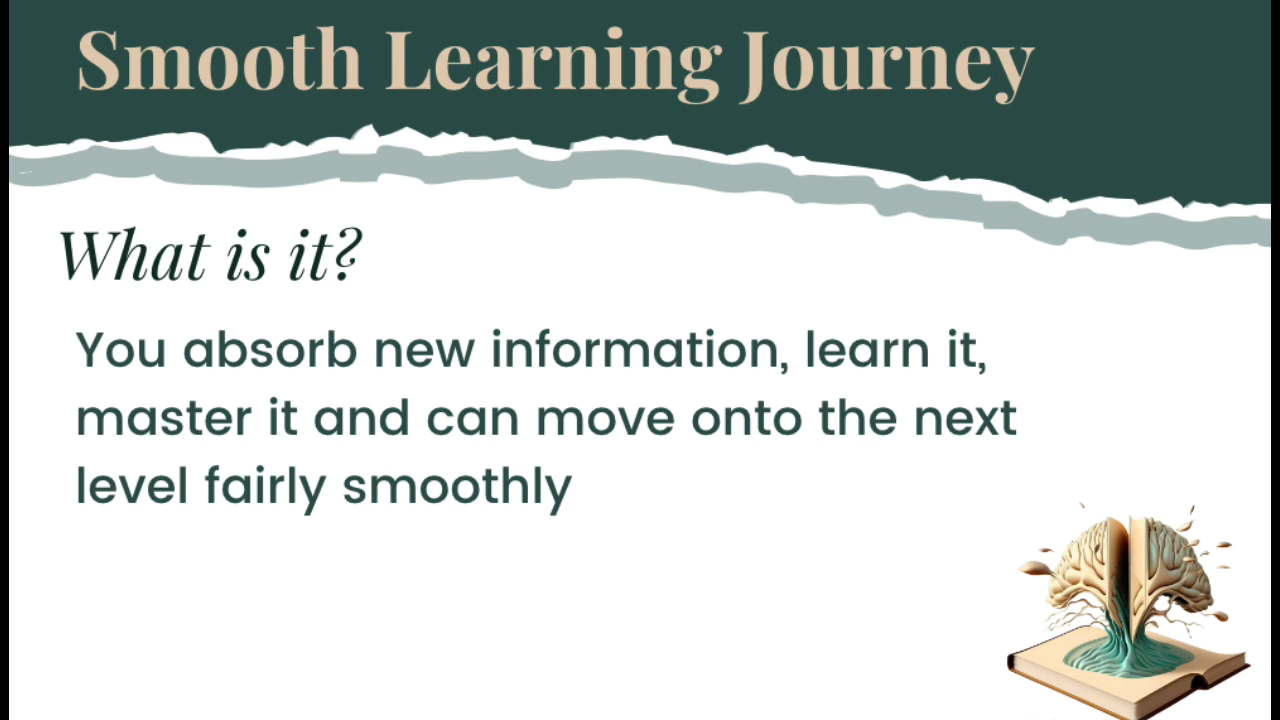 Smooth Learning Journey
What is it?
You absorb new information, learn it,
master it and can move onto the next
level fairly smoothly